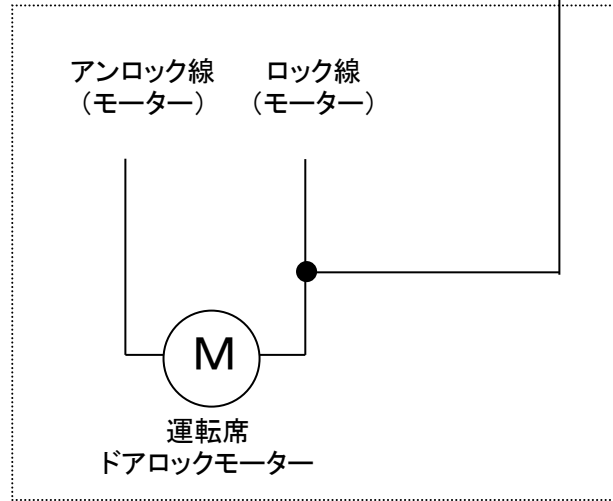 アンロック線
（モーター）
ロック線
（モーター）
M
運転席
ドアロックモーター